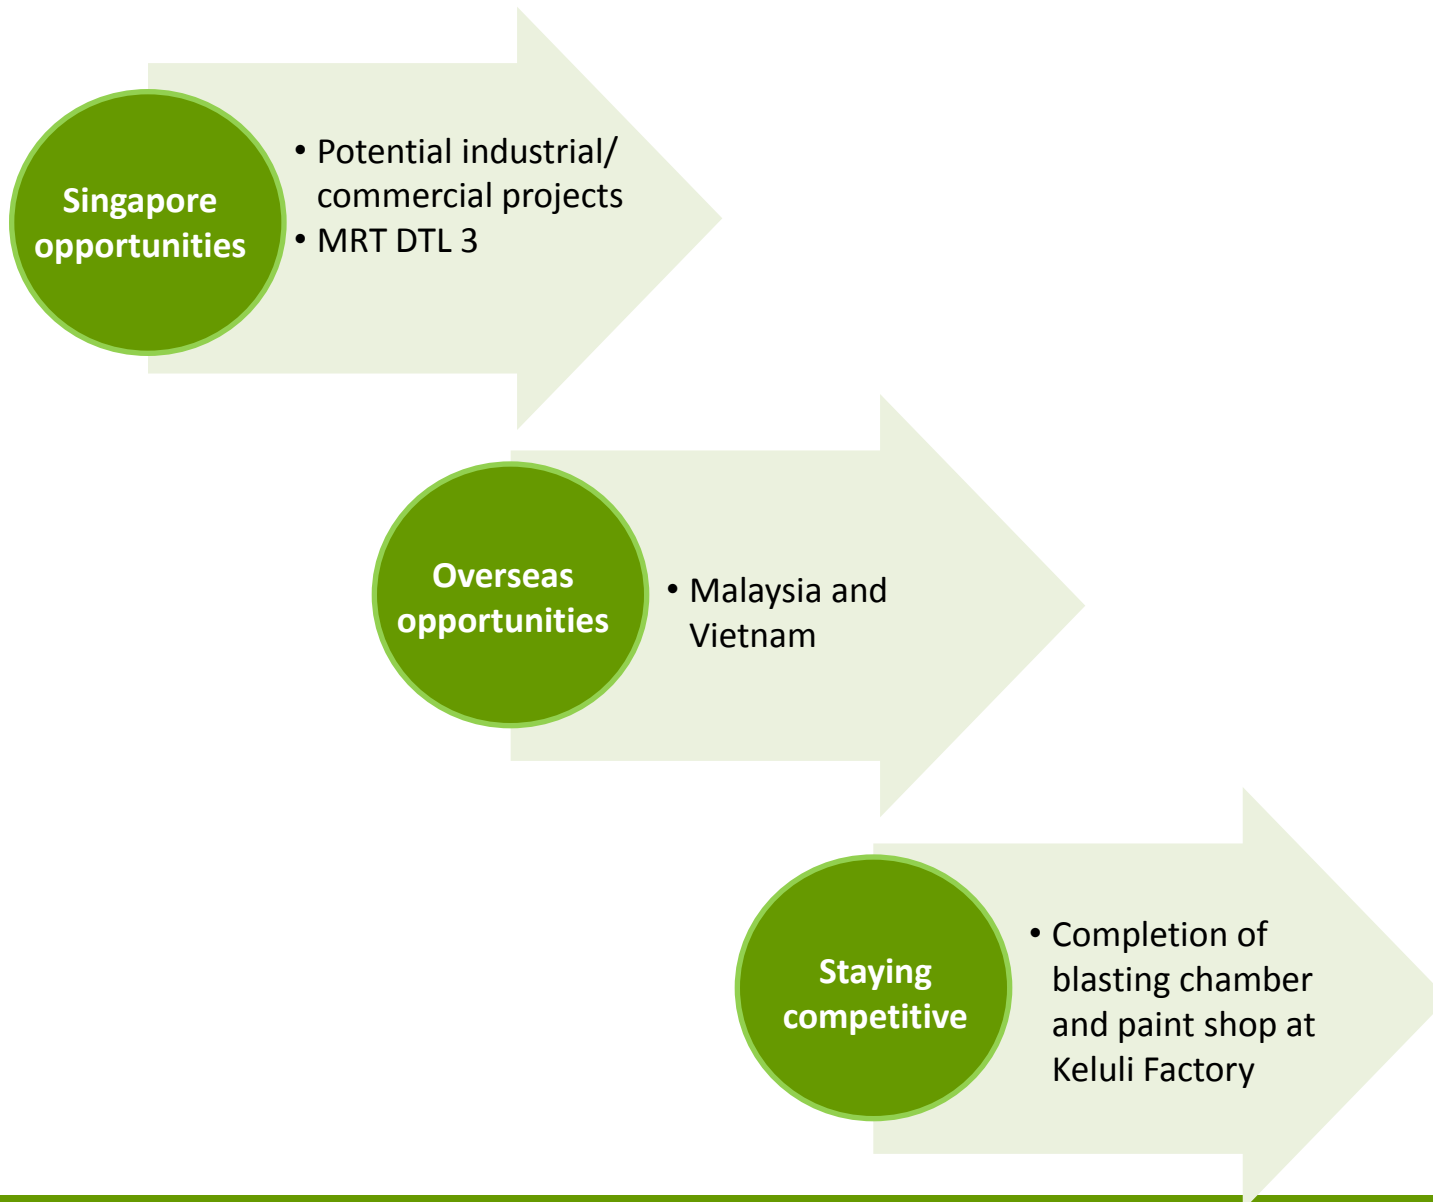 Singapore
opportunities
• Potential industrial/
commercial projects
• MRT DTL 3
Overseas
opportunities
• Malaysia and
Vietnam
Staying
competitive
• Completion of
blasting chamber
and paint shop at
Keluli Factory